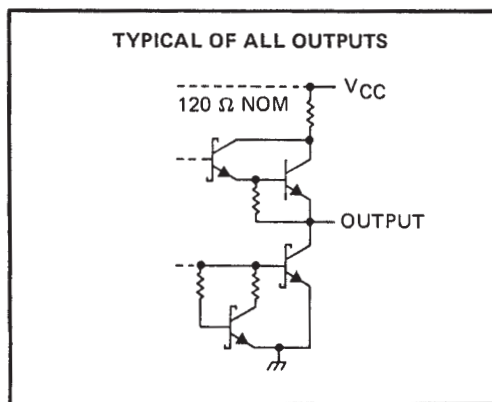 TYPICAL OF ALL OUTPUTS
VCC
120 Ω NOM
OUTPUT